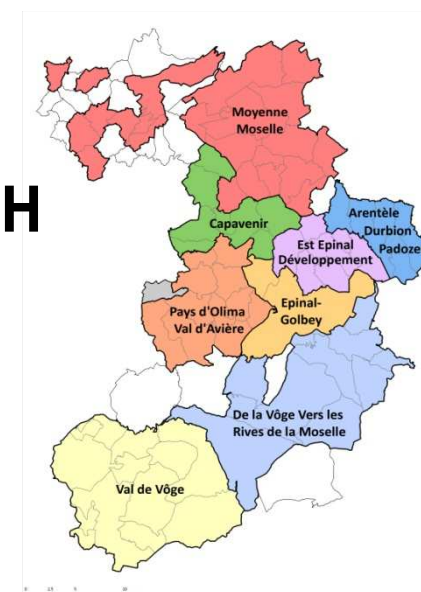 Moyenne
Moselle
H
Capavenir
Arentèle
Durbion
Padoze
Est Epinal
Développement
Pays d'Olima
Val d'Avière
Epinal-
Golbey
De la Vôge Vers les
Rives de la Moselle
Val de Vôge